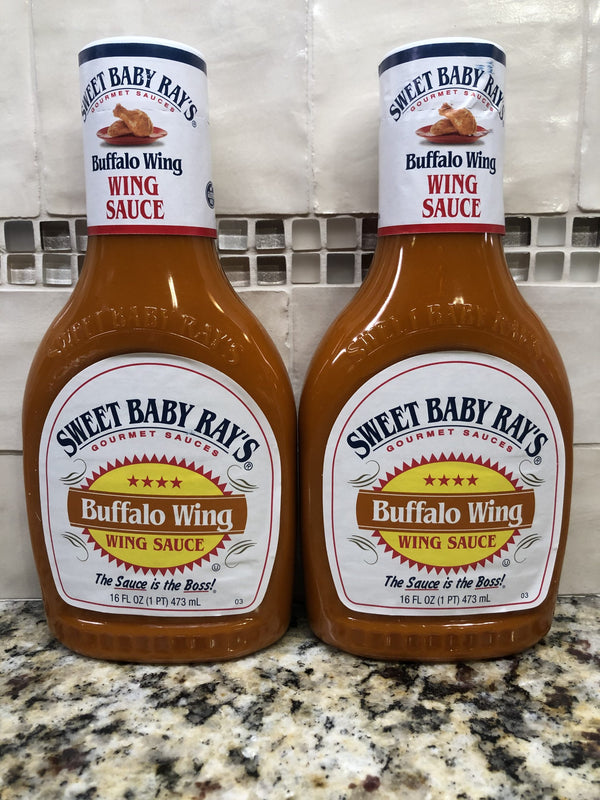 SWEET BABY RAY'S®
GOURMET SAUCES
Buffalo Wing
WING
SAUCE
SWEET BABY RAY'S
SWEET BABY RAY'S®
GOURMET SAUCES
Buffalo Wing
WING SAUCE
The Sauce is the Boss!®
16 FL OZ (1 PT) 473 mL
03
SWEET BABY RAY'S
GOURMET SAUCES
Buffalo Wing
WING
SAUCE
SWEET BABY RAY'S
SWEET BABY RAY'S®
GOURMET SAUCES
Buffalo Wing
WING SAUCE
The Sauce is the Boss!®
16 FL OZ (1 PT) 473 mL
03